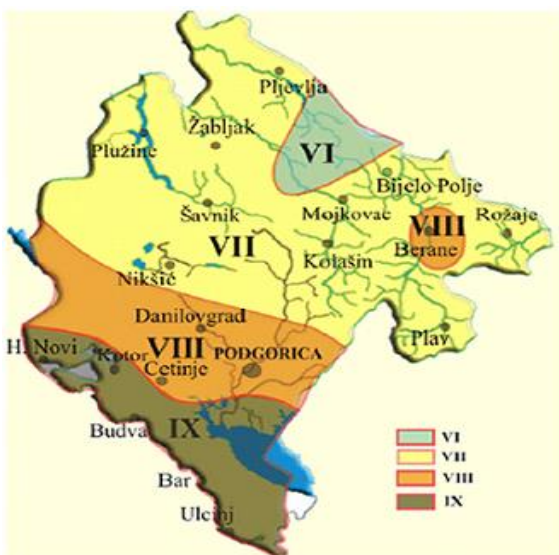 Pljevlja
Žabljak
VI
Plužine
Bijelo Polje
Šavnik
Mojkovac
VIII
Rožaje
VII
Berane
Kolašin
Nikšić
Danilovgrad
Plav
H. Novi
Kotor
VIII
PODGORICA
Cetinje
Budva
IX
Bar
Ulcinj
VI
VII
VIII
IX